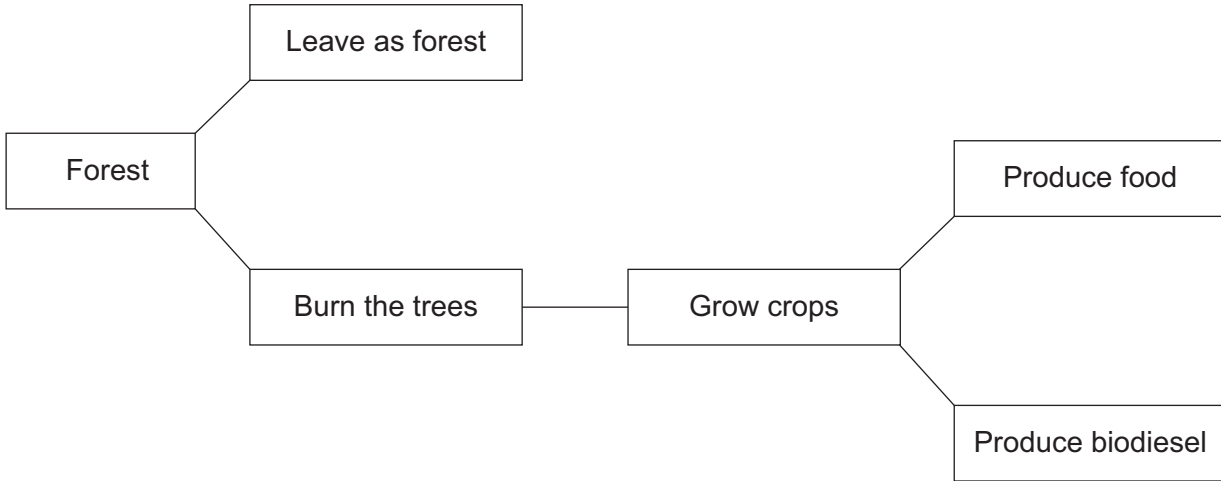 Leave as forest
Forest
Produce food
Burn the trees
Grow crops
Produce biodiesel